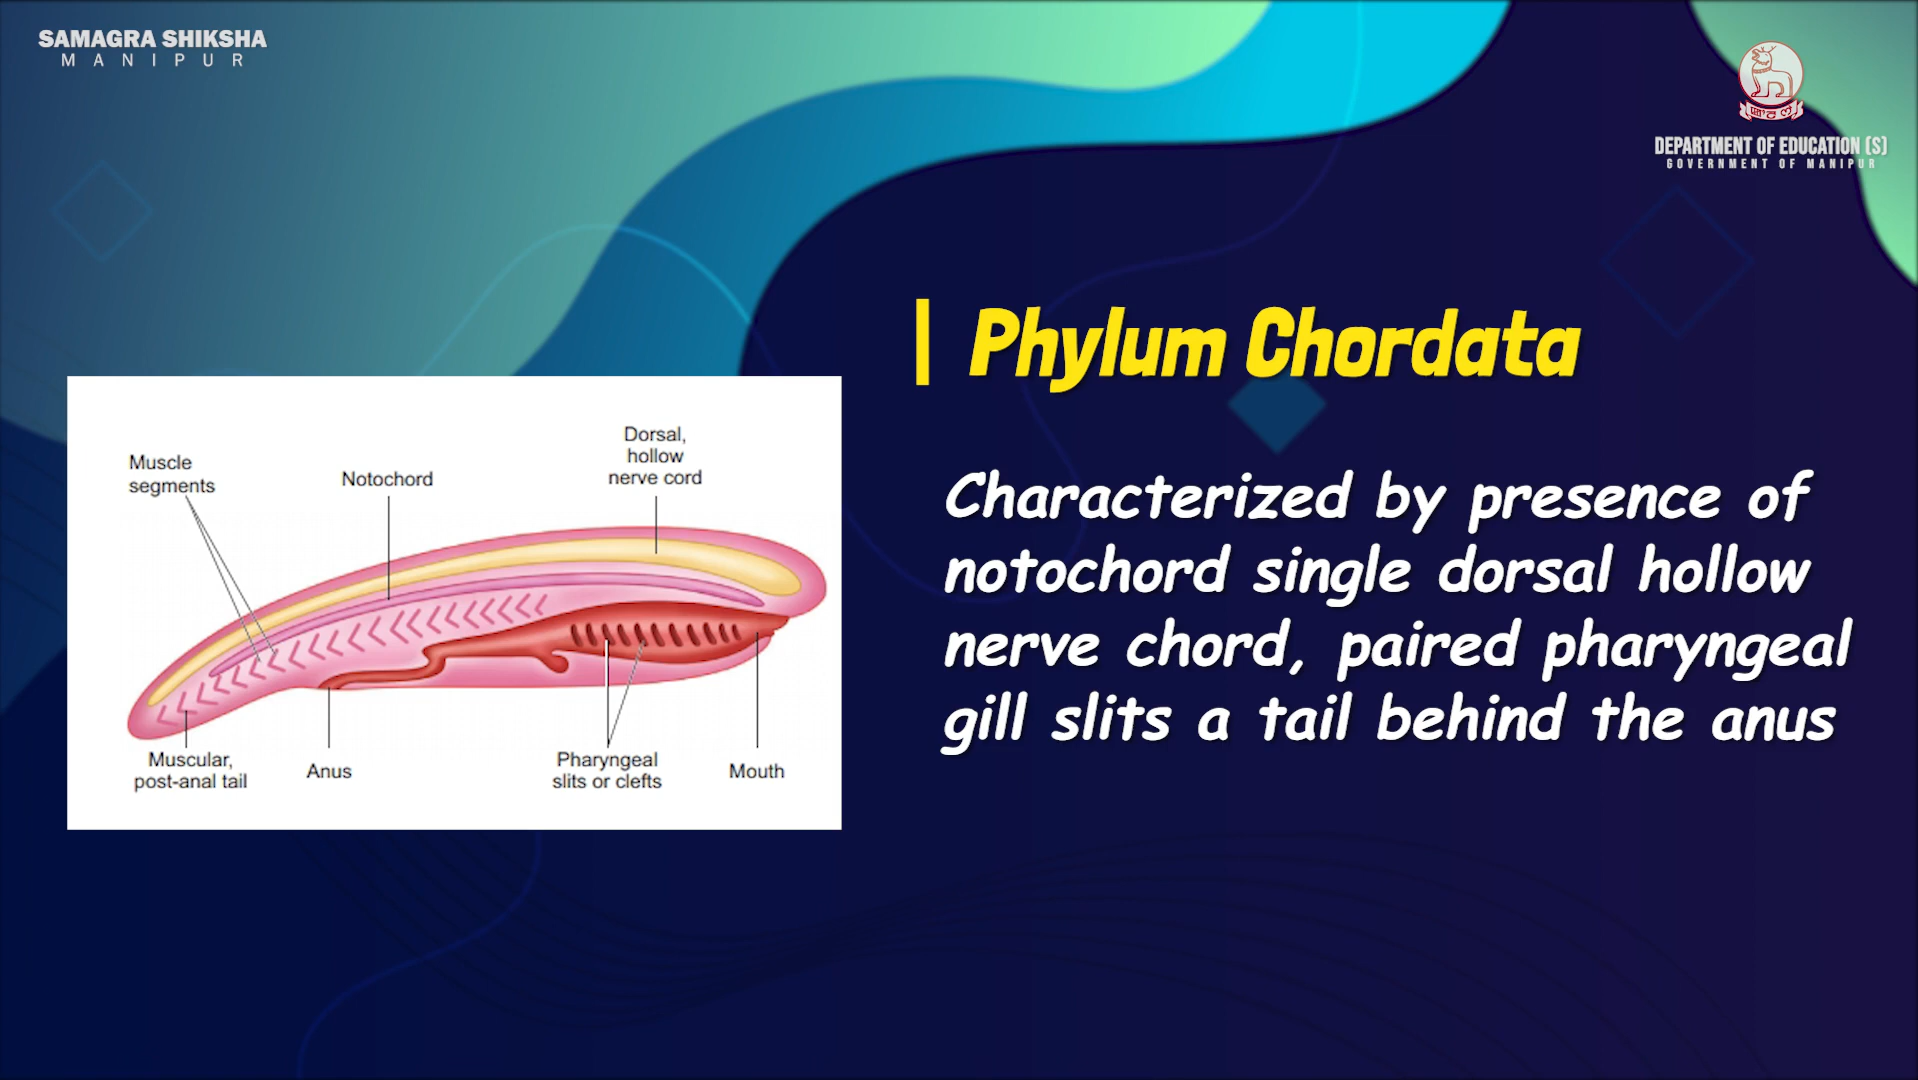 SAMAGRA SHIKSHA
MANIPUR
DEPARTMENT OF EDUCATION (S)
GOVERNMENT OF MANIPUR
Phylum Chordata
Characterized by presence of
notochord single dorsal hollow
nerve chord, paired pharyngeal
gill slits a tail behind the anus
Muscle
segments
Notochord
Dorsal,
hollow
nerve cord
Muscular,
post-anal tail
Anus
Pharyngeal
slits or clefts
Mouth